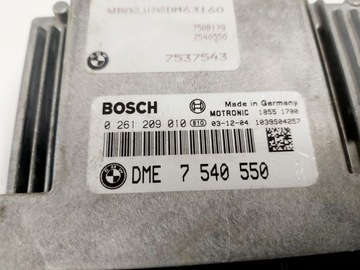 7508178
7540550
7537543
BOSCH
Made in Germany
MOTRONIC 1855 1700
0 261 209 010 03-12-04 1039S04257
DME 7 540 550